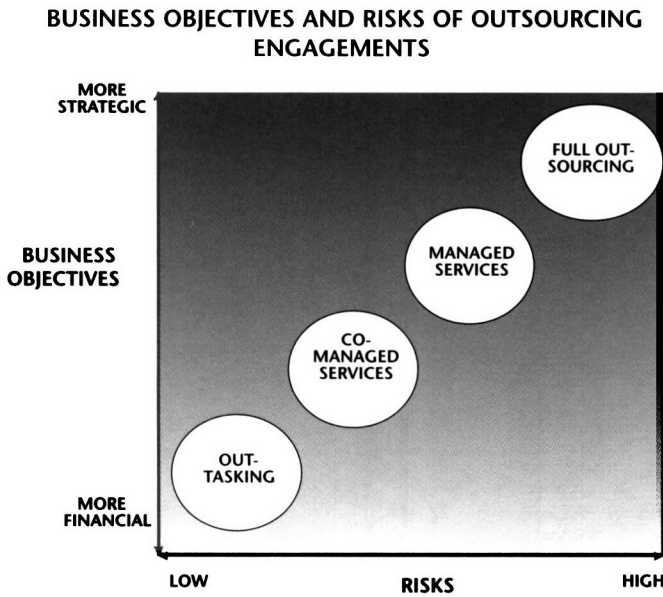 BUSINESS OBJECTIVES AND RISKS OF OUTSOURCING
ENGAGEMENTS
MORE
STRATEGIC
FULL OUT-
SOURCING
BUSINESS
OBJECTIVES
MANAGED
SERVICES
CO-
MANAGED
SERVICES
OUT-
TASKING
MORE
FINANCIAL
LOW
RISKS
HIGH